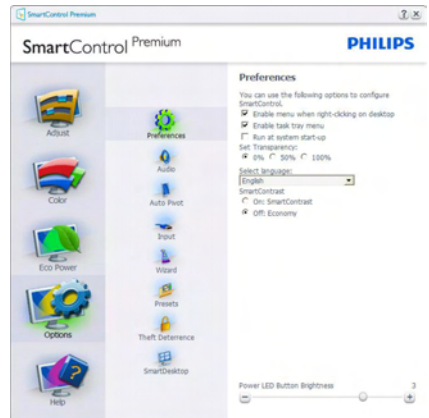 SmartControl Premium
SmartControl Premium
PHILIPS
Adjust
Color
Eco Power
Options
Help
Preferences
Audio
Auto Pivot
Input
Wizard
Presets
Theft Deterrence
SmartDesktop
Preferences
You can use the following options to configure
SmartControl.
Enable menu when right-clicking on desktop
Enable task tray menu
Run at system start-up
Set Transparency:
0% 50% 100%
Select language:
English
SmartContrast
On: SmartContrast
Off: Economy
Power LED Button Brightness 3